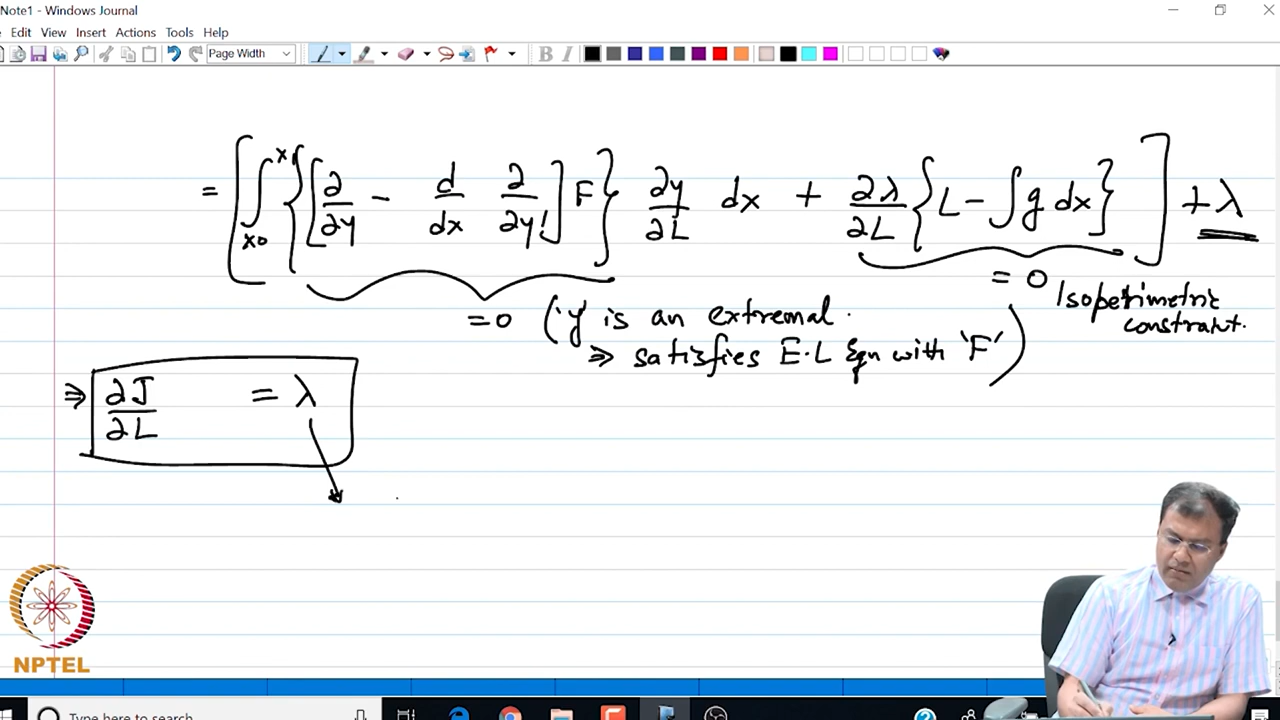 Note1 - Windows Journal
Edit View Insert Actions Tools Help
Page Width B I
= [ ∫_{x0}^{x1} { [ ∂/∂y - d/dx ∂/∂y' ] F } ∂y/∂L dx + ∂λ/∂L { L - ∫ g dx } ] + λ
= 0 Isoperimetric
constraint.
= 0 ('y' is an extremal.
⇒ satisfies E.L Eqn with 'F')
⇒ ∂J/∂L = λ
NPTEL
Type here to search